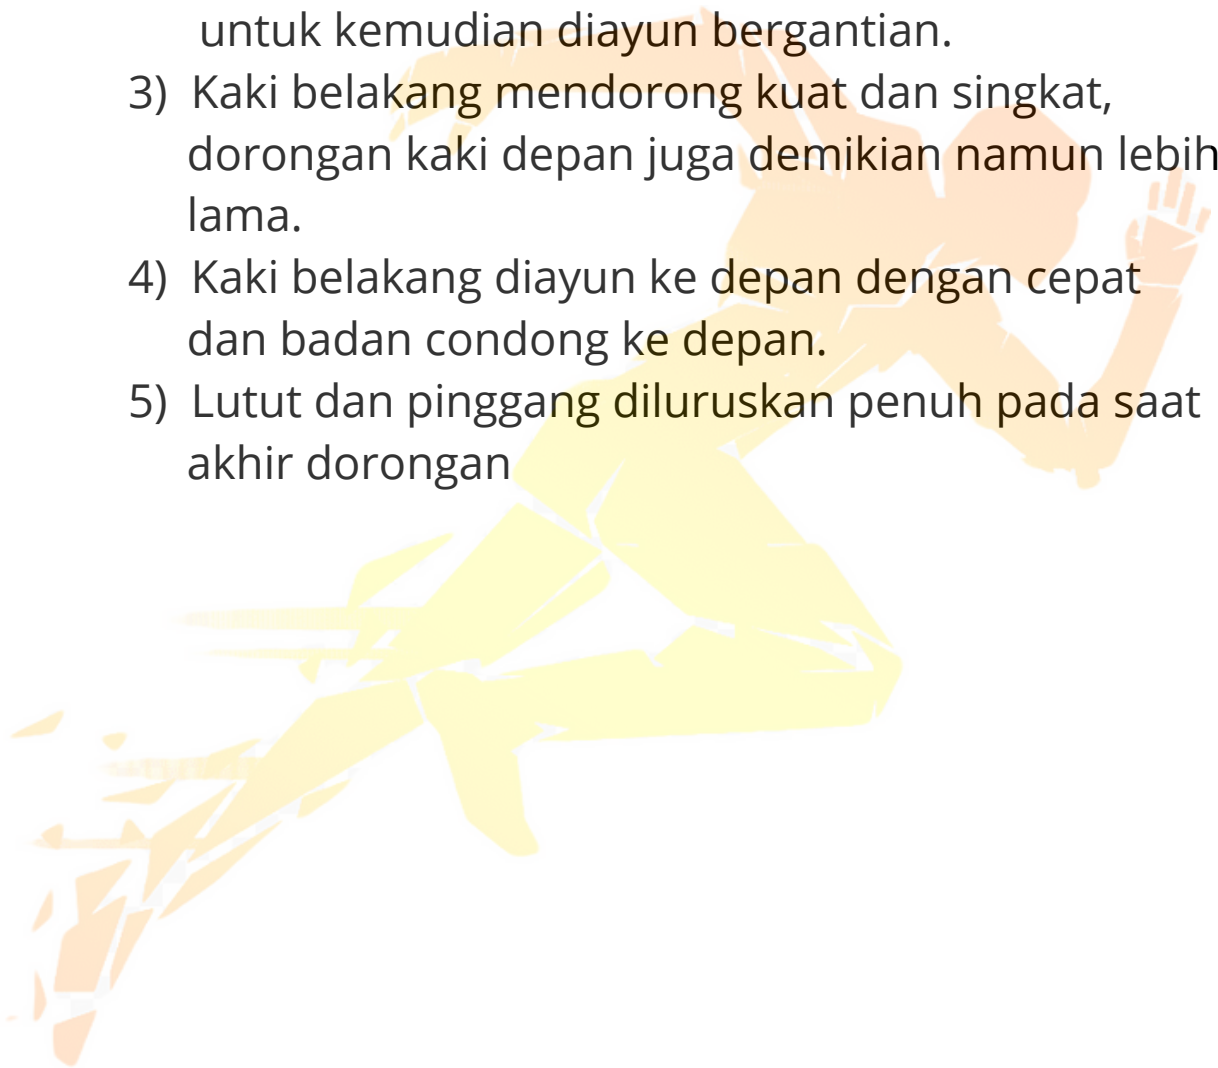 untuk kemudian diayun bergantian.
3) Kaki belakang mendorong kuat dan singkat,
dorongan kaki depan juga demikian namun lebih
lama.
4) Kaki belakang diayun ke depan dengan cepat
dan badan condong ke depan.
5) Lutut dan pinggang diluruskan penuh pada saat
akhir dorongan